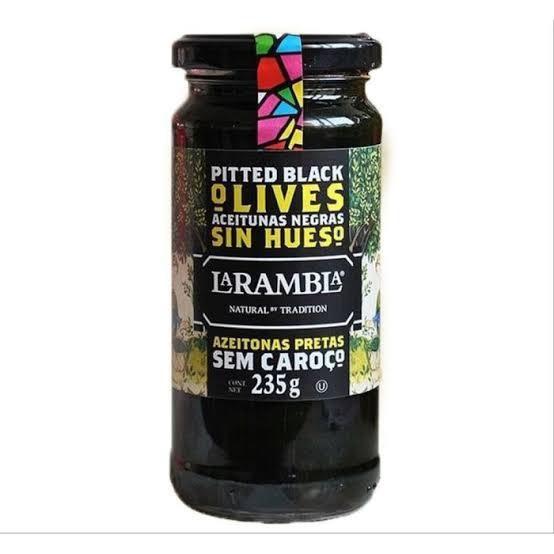 PITTED BLACK
OLIVES
ACEITUNAS NEGRAS
SIN HUESO
LARAMBLA®
NATURAL BY TRADITION
AZEITONAS PRETAS
SEM CAROÇO
CONT. NET 235g
U